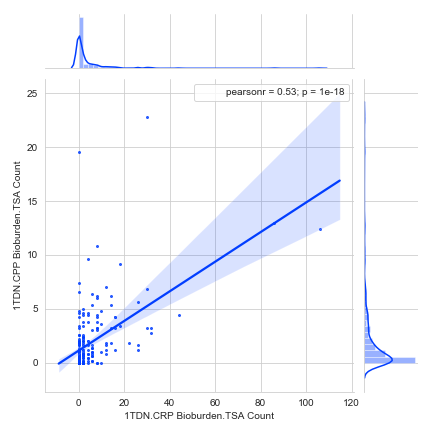 pearsonr = 0.53; p = 1e-18
25
20
15
10
5
0
1TDN.CPP Bioburden.TSA Count
0 20 40 60 80 100 120
1TDN.CRP Bioburden.TSA Count